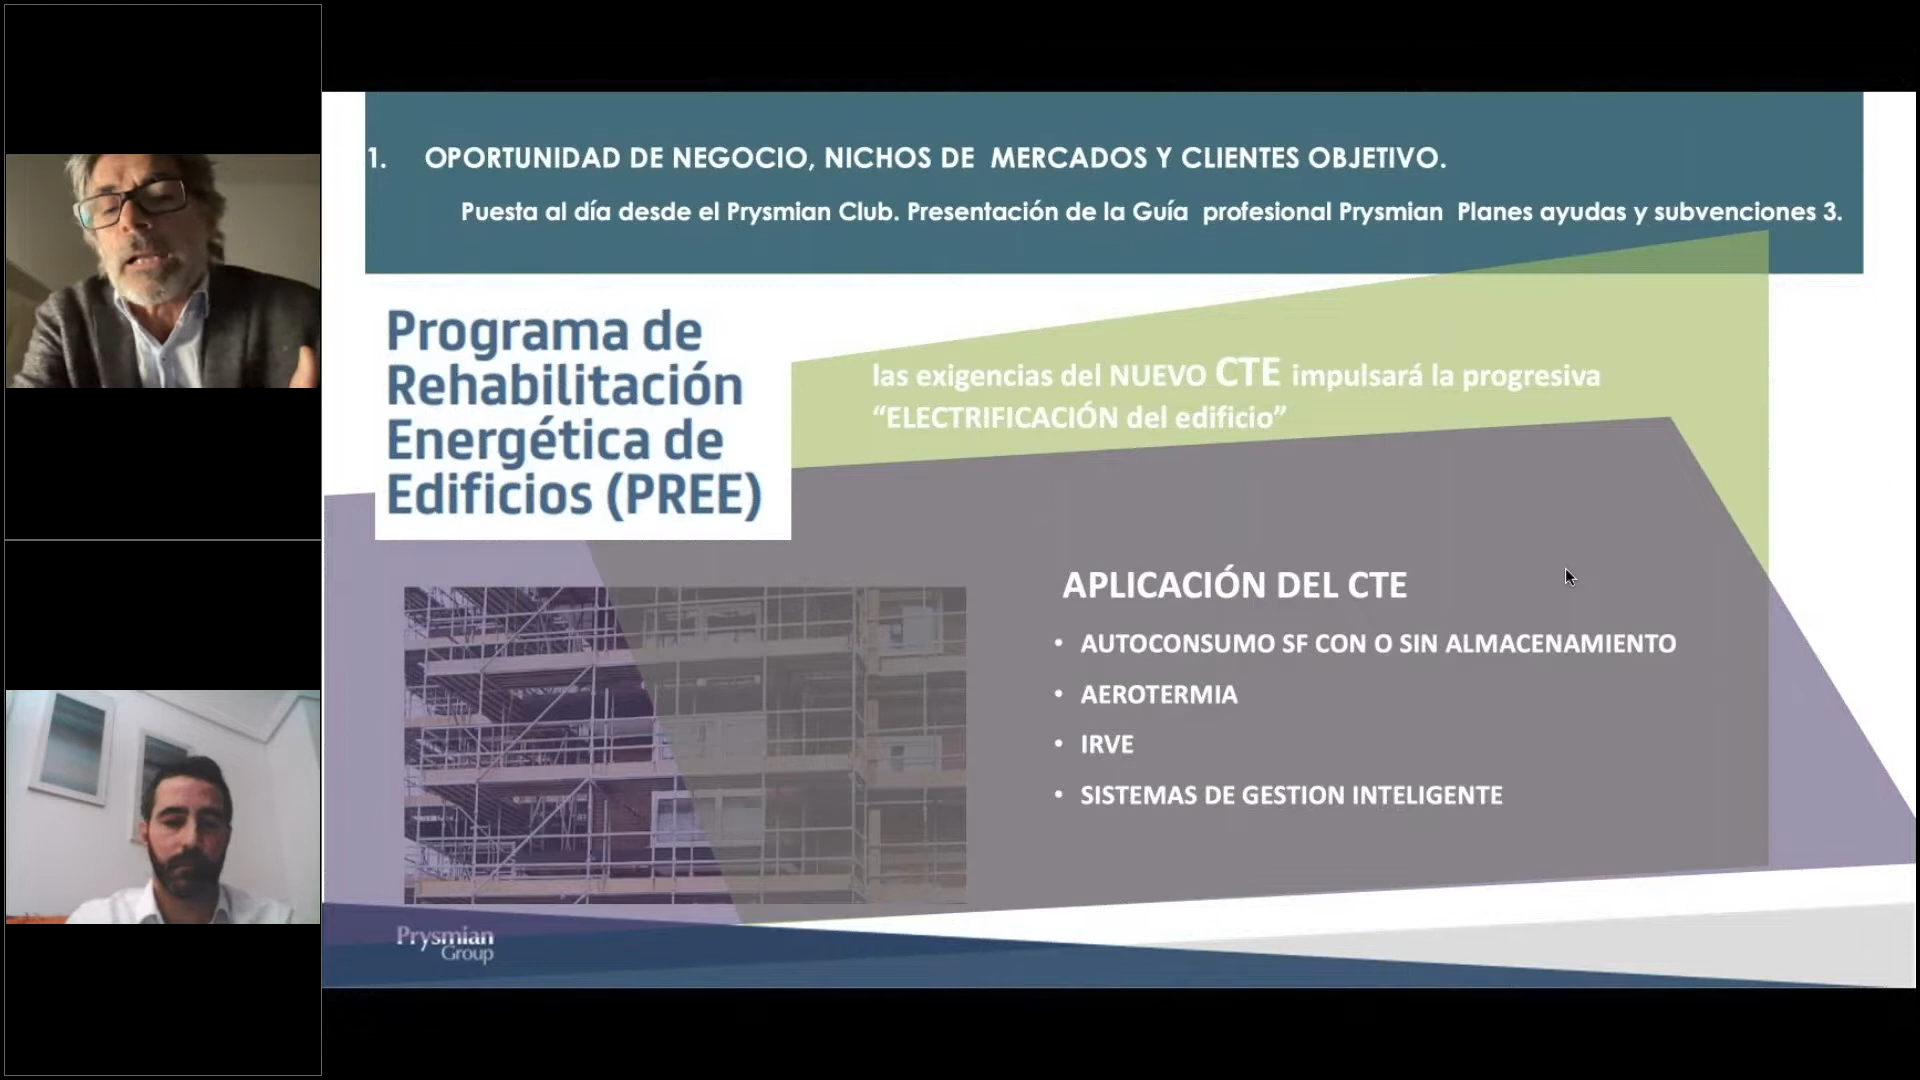 1. OPORTUNIDAD DE NEGOCIO, NICHOS DE MERCADOS Y CLIENTES OBJETIVO.
Puesta al día desde el Prysmian Club. Presentación de la Guía profesional Prysmian Planes ayudas y subvenciones 3.
Programa de
Rehabilitación
Energética de
Edificios (PREE)
las exigencias del NUEVO CTE impulsará la progresiva
“ELECTRIFICACIÓN del edificio”
APLICACIÓN DEL CTE
• AUTOCONSUMO SF CON O SIN ALMACENAMIENTO
• AEROTERMIA
• IRVE
• SISTEMAS DE GESTION INTELIGENTE
Prysmian
Group